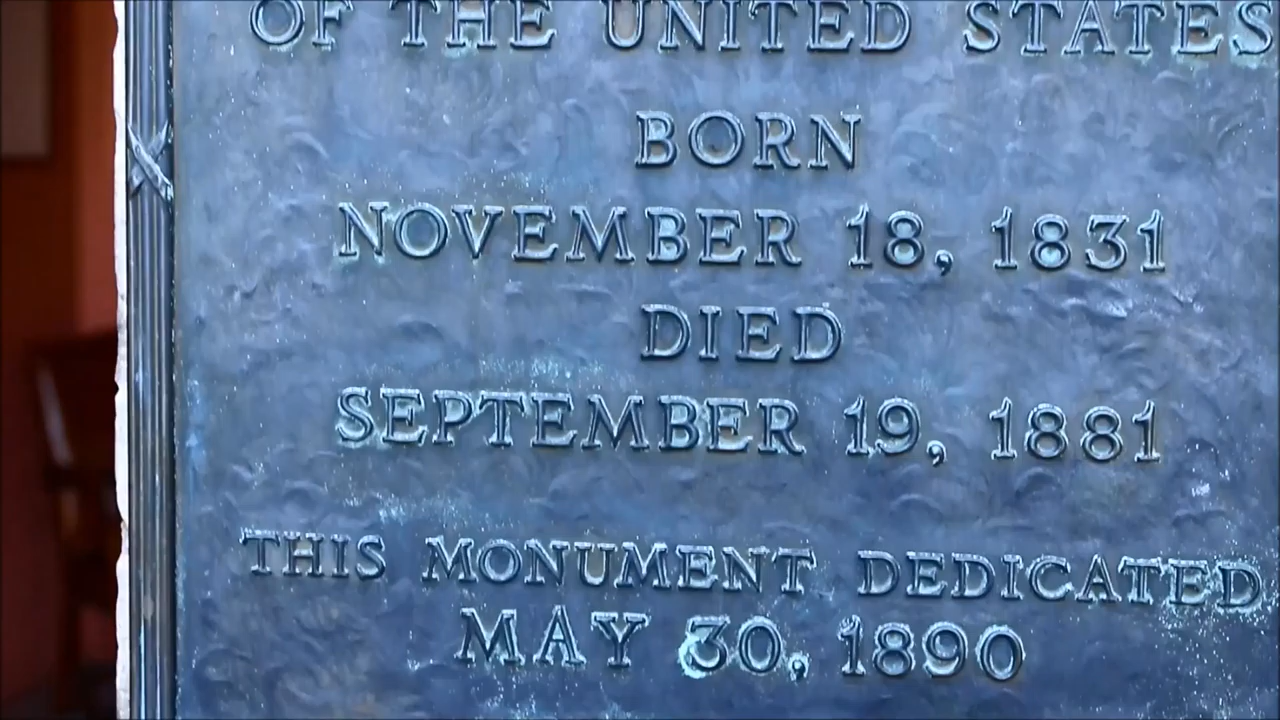 OF THE UNITED STATES
BORN
NOVEMBER 18, 1831
DIED
SEPTEMBER 19, 1881
THIS MONUMENT DEDICATED
MAY 30, 1890